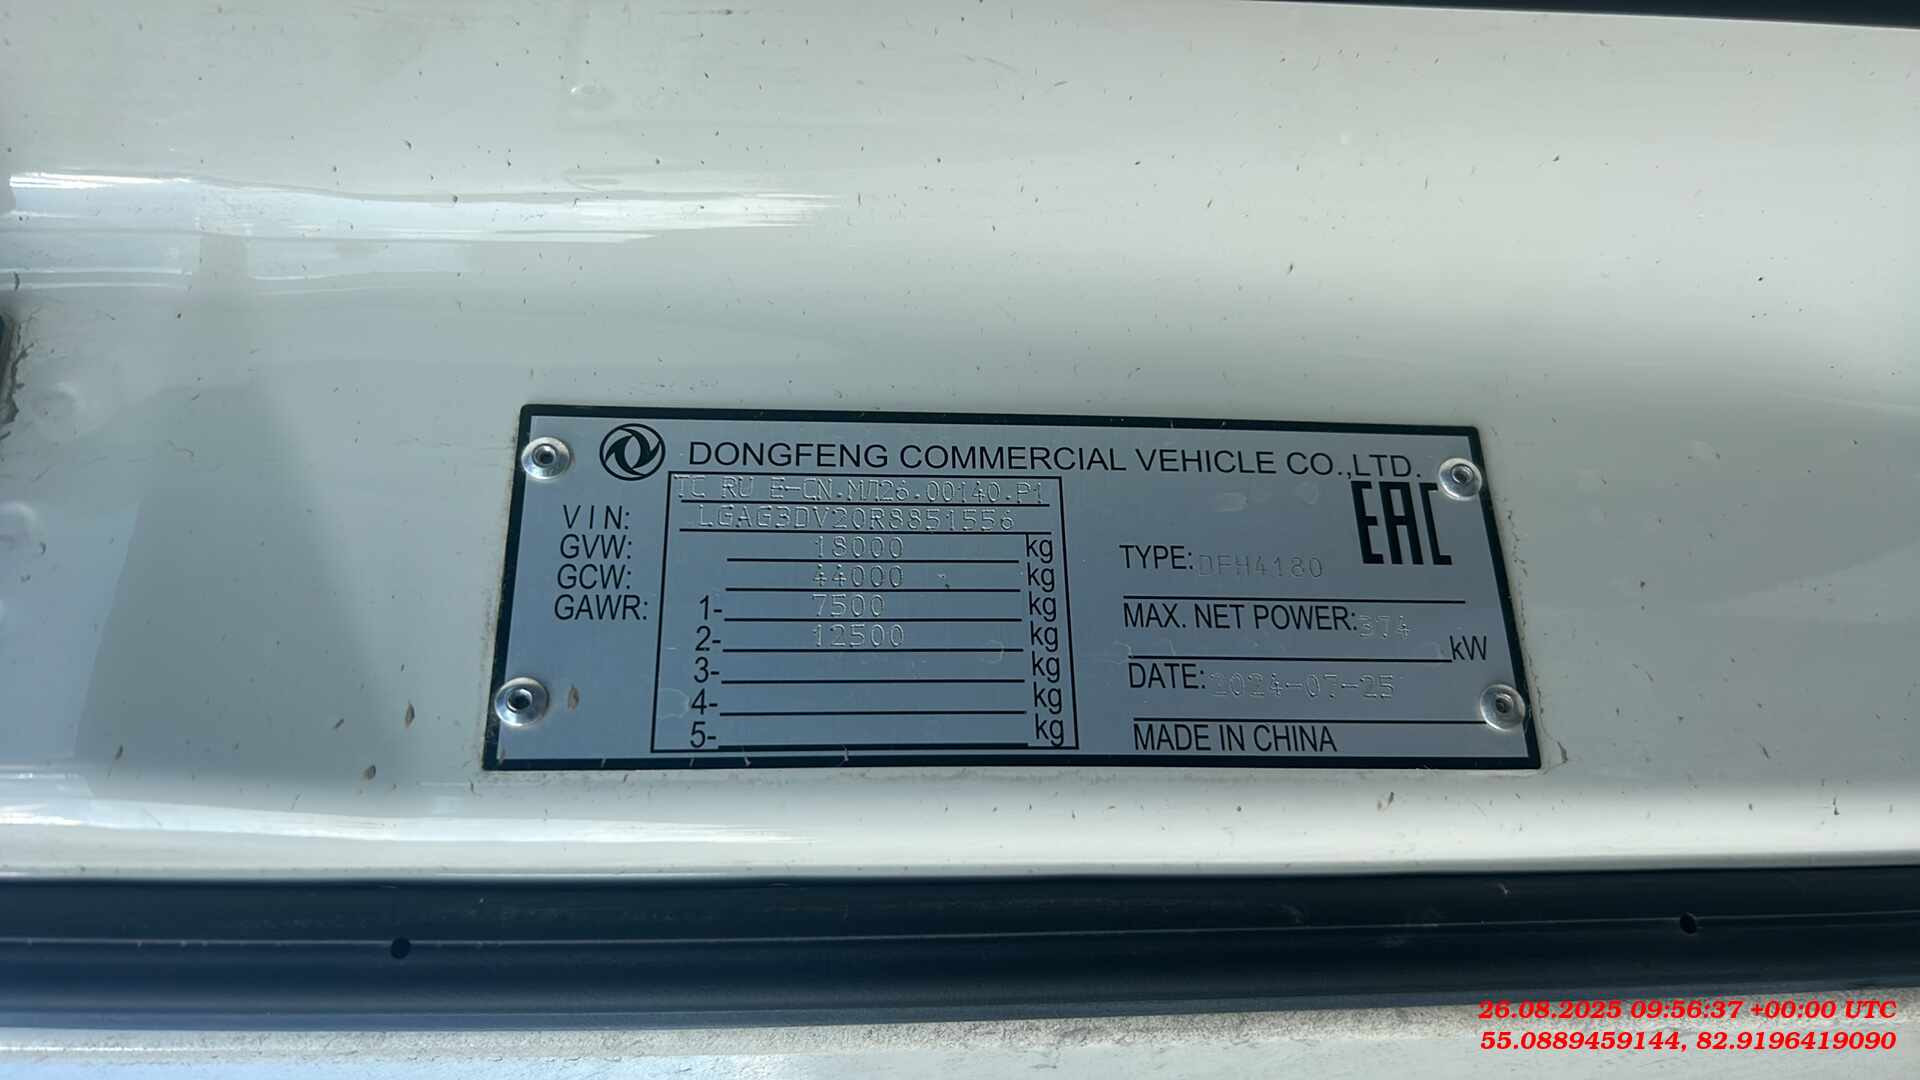 DONGFENG COMMERCIAL VEHICLE CO.,LTD.
TC RU E-CN.МЛ26.00140.P1
VIN: LGAG3DV20R8851556
GVW: 18000 kg
GCW: 44000 kg
GAWR: 1- 7500 kg
2- 12500 kg
3- kg
4- kg
5- kg
EAC
TYPE: DFH4180
MAX. NET POWER: 374 kW
DATE: 2024-07-25
MADE IN CHINA
26.08.2025 09:56:37 +00:00 UTC
55.0889459144, 82.9196419090